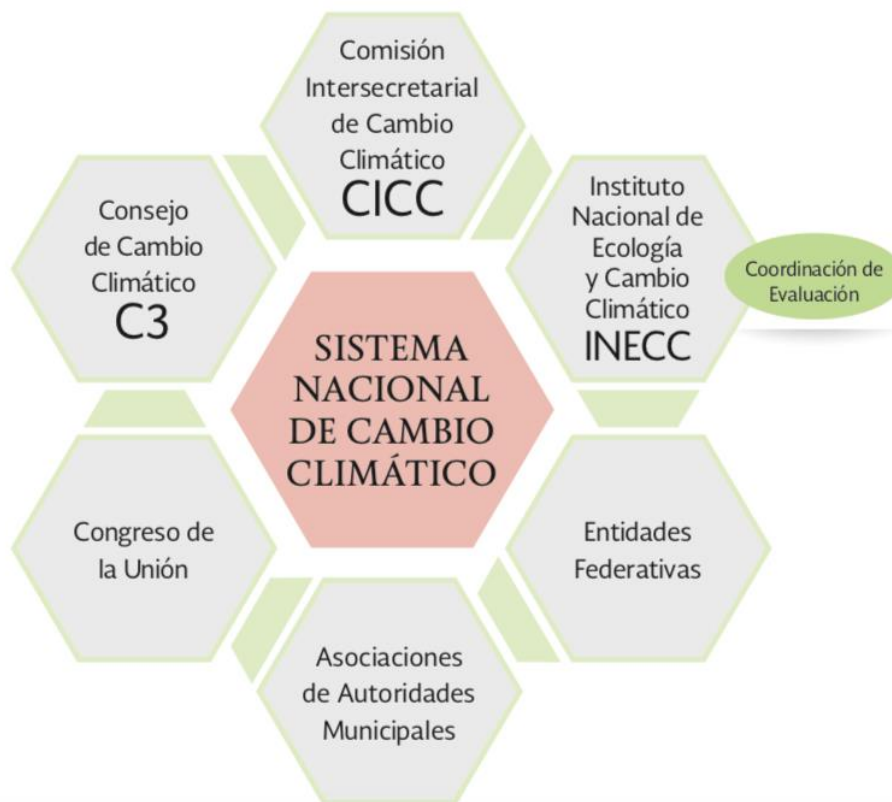 Comisión
Intersecretarial
de Cambio
Climático
CICC
Instituto
Nacional de
Ecología
y Cambio
Climático
INECC
Coordinación de
Evaluación
Consejo
de Cambio
Climático
C3
SISTEMA
NACIONAL
DE CAMBIO
CLIMÁTICO
Congreso de
la Unión
Entidades
Federativas
Asociaciones
de Autoridades
Municipales